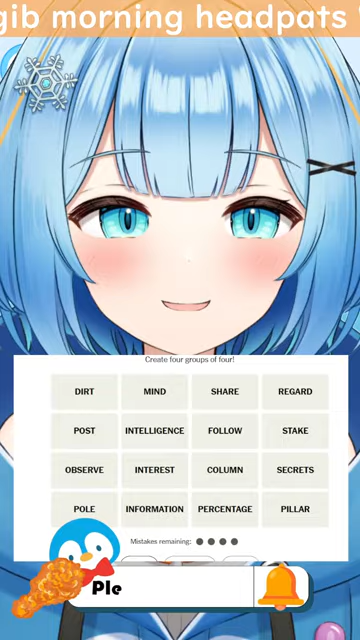 gib morning headpats
Create four groups of four!
DIRT MIND SHARE REGARD
POST INTELLIGENCE FOLLOW STAKE
OBSERVE INTEREST COLUMN SECRETS
POLE INFORMATION PERCENTAGE PILLAR
Mistakes remaining:
Ple